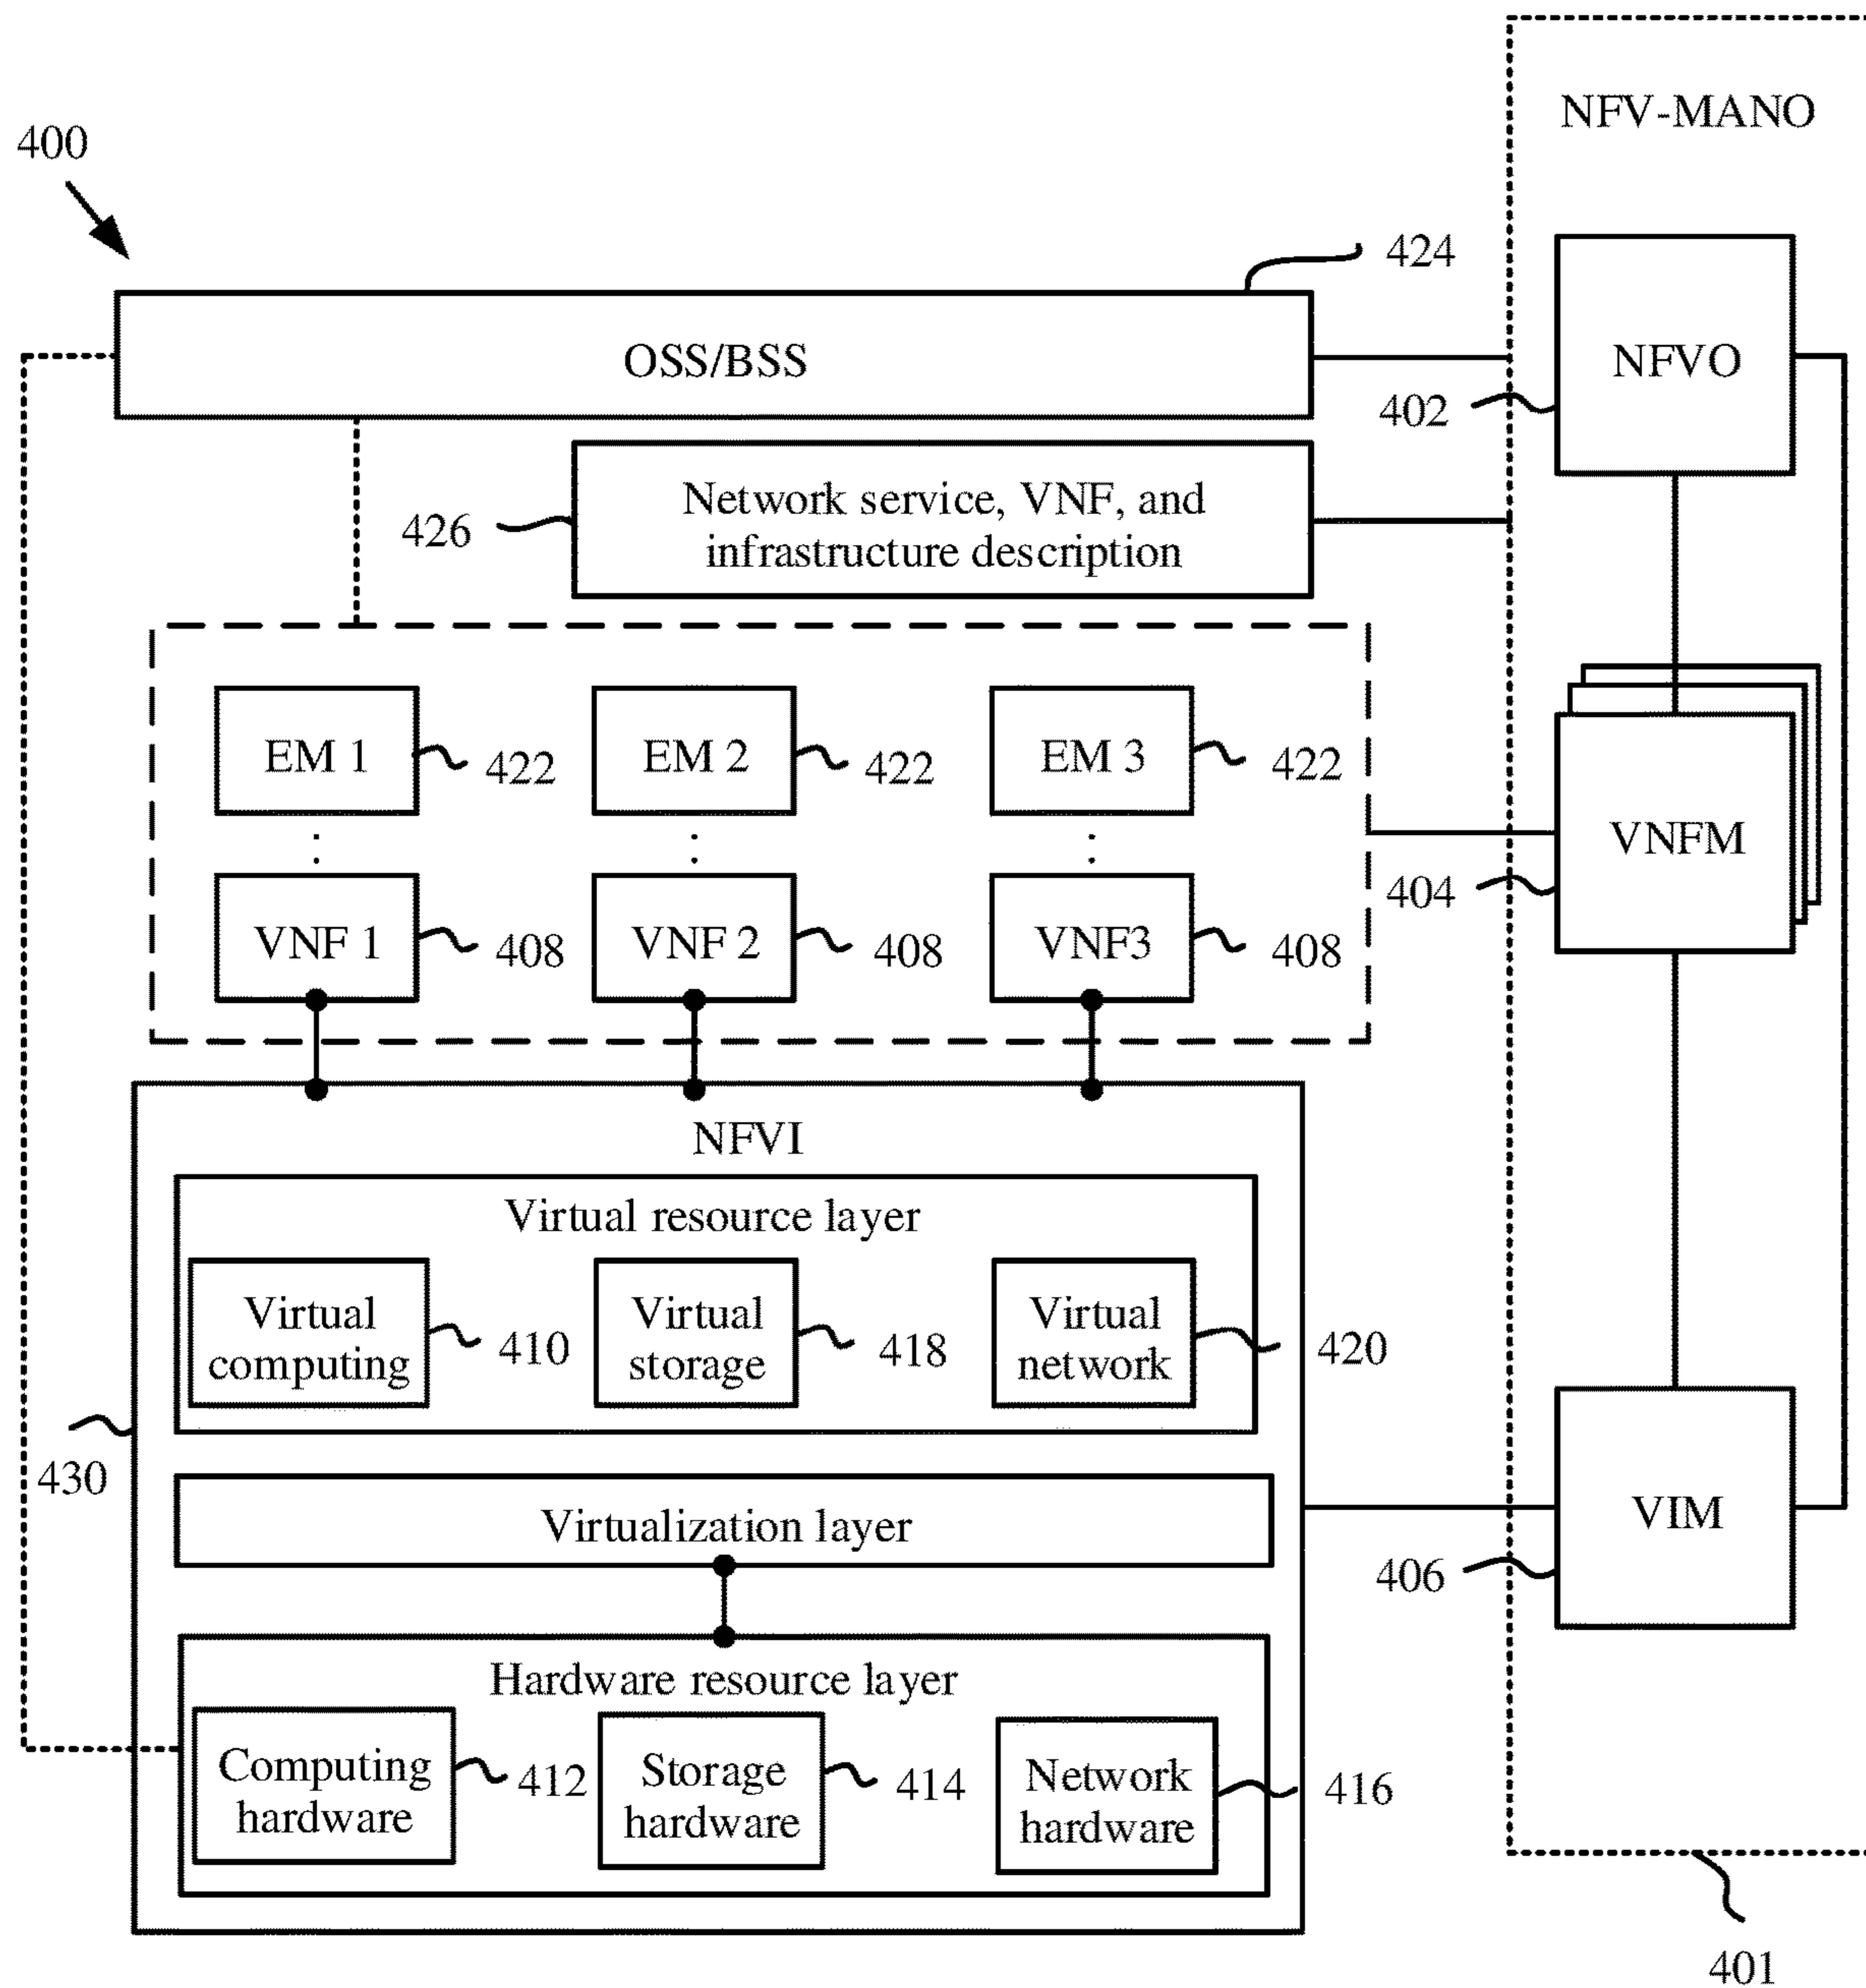 NFV-MANO
400
424
OSS/BSS
NFVO
402
Network service, VNF, and
infrastructure description
426
EM 1
422
EM 2
422
EM 3
422
VNFM
404
VNF 1
408
VNF 2
408
VNF3
408
NFVI
Virtual resource layer
Virtual
computing
410
Virtual
storage
418
Virtual
network
420
430
Virtualization layer
VIM
406
Hardware resource layer
Computing
hardware
412
Storage
hardware
414
Network
hardware
416
401